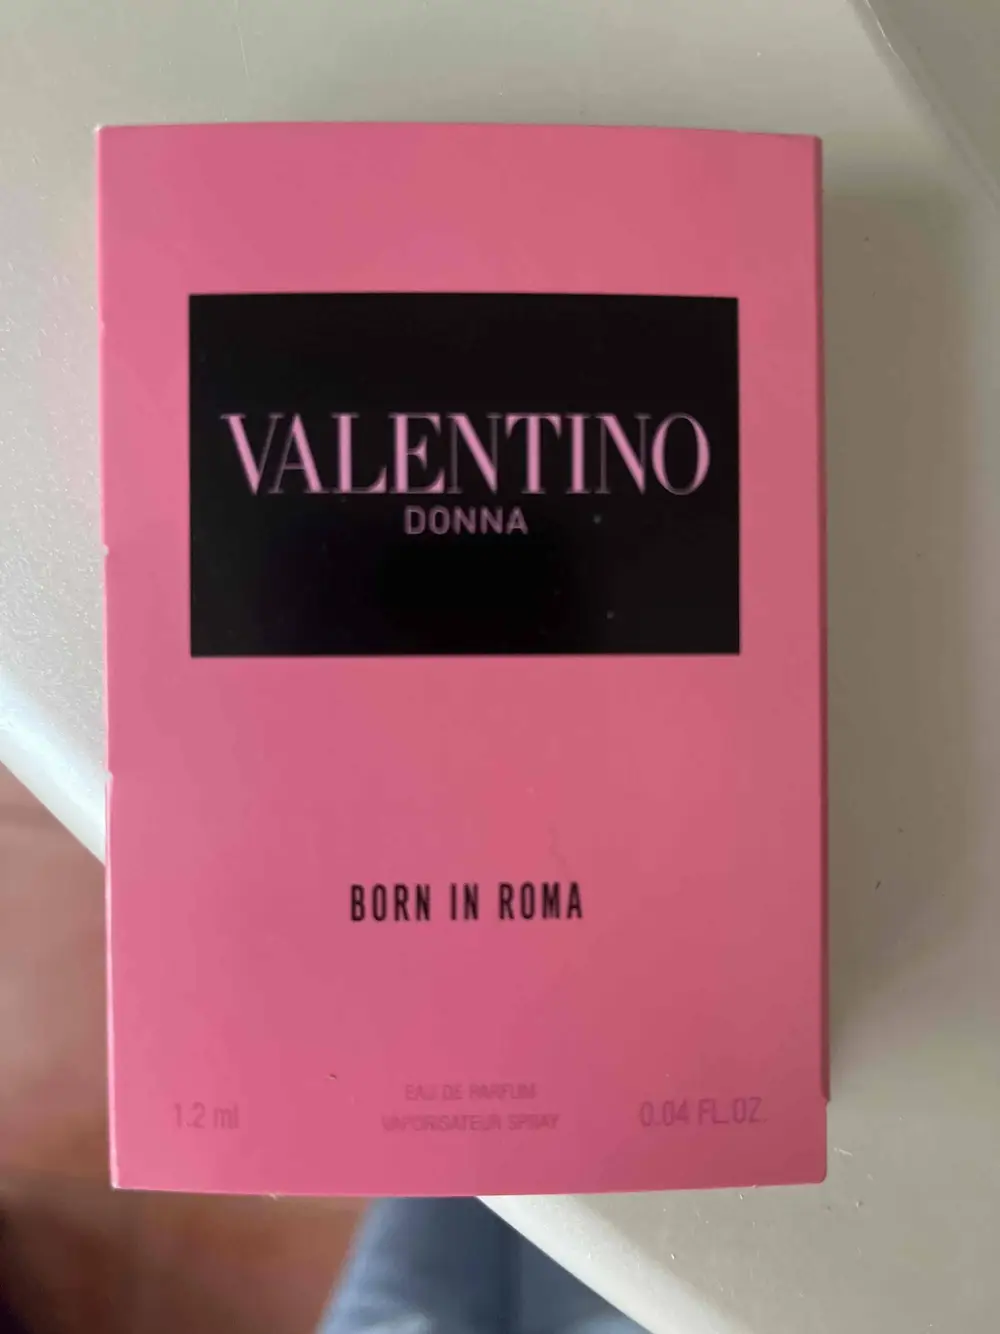 VALENTINO
DONNA
BORN IN ROMA
EAU DE PARFUM
1.2 ml
VAPORISATEUR SPRAY
0.04 FL.OZ.